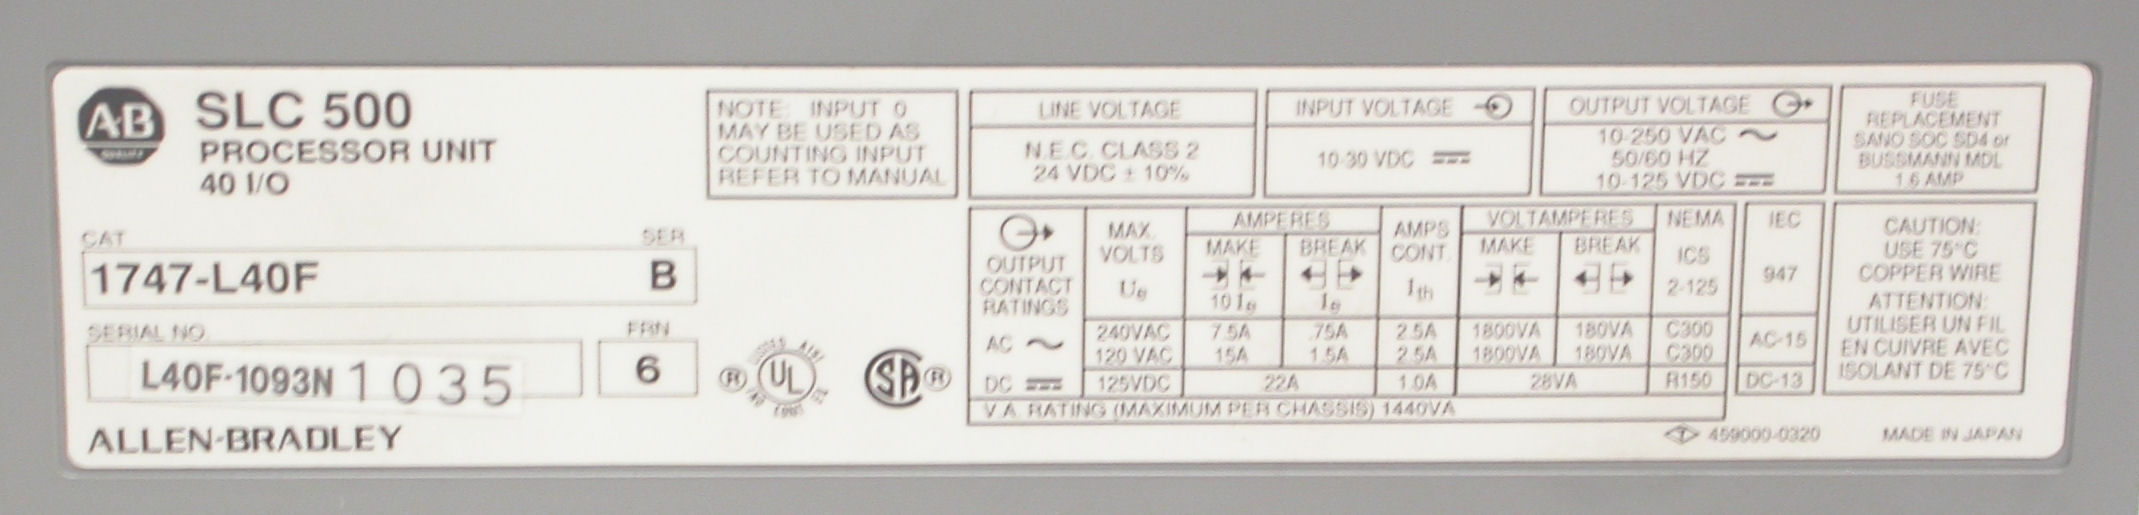 A-B
QUALITY
SLC 500
PROCESSOR UNIT
40 I/O
CAT
SER
1747-L40F
B
SERIAL NO
FRN
L40F-1093N 1035
6
ALLEN-BRADLEY
® UL
SA ®
NOTE: INPUT 0
MAY BE USED AS
COUNTING INPUT
REFER TO MANUAL
LINE VOLTAGE
N.E.C. CLASS 2
24 VDC ± 10%
INPUT VOLTAGE
10-30 VDC
OUTPUT VOLTAGE
10-250 VAC
50/60 HZ
10-125 VDC
FUSE
REPLACEMENT
SANO SOC SD4 or
BUSSMANN MDL
1.6 AMP
OUTPUT
CONTACT
RATINGS
MAX.
VOLTS
Ue
AMPERES
MAKE
10 Ie
BREAK
Ie
AMPS
CONT.
Ith
VOLTAMPERES
MAKE
BREAK
NEMA
ICS
2-125
IEC
947
AC 240VAC 7.5A .75A 2.5A 1800VA 180VA C300 AC-15
120 VAC 15A 1.5A 2.5A 1800VA 180VA C300
DC 125VDC .22A 1.0A 28VA R150 DC-13
V.A. RATING (MAXIMUM PER CHASSIS) 1440VA
CAUTION:
USE 75°C
COPPER WIRE
ATTENTION:
UTILISER UN FIL
EN CUIVRE AVEC
ISOLANT DE 75°C
459000-0320
MADE IN JAPAN